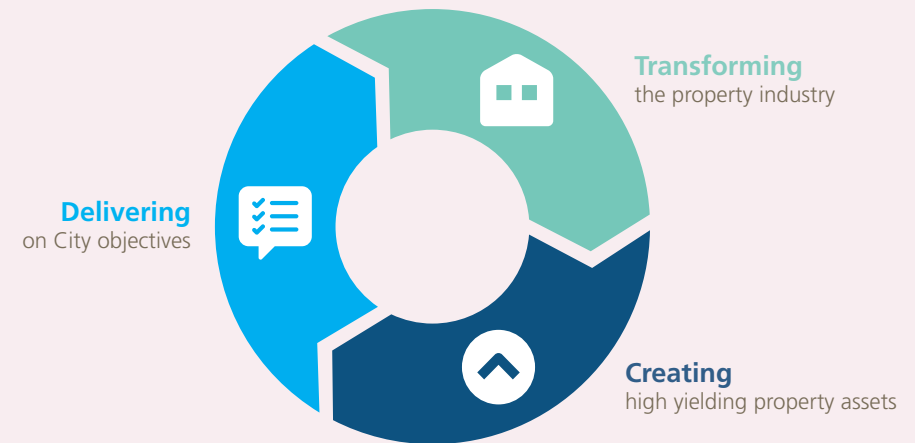 Transforming
the property industry
Delivering
on City objectives
Creating
high yielding property assets